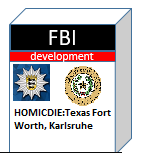 FBI
development
HOMICDIE:Texas Fort
Worth, Karlsruhe